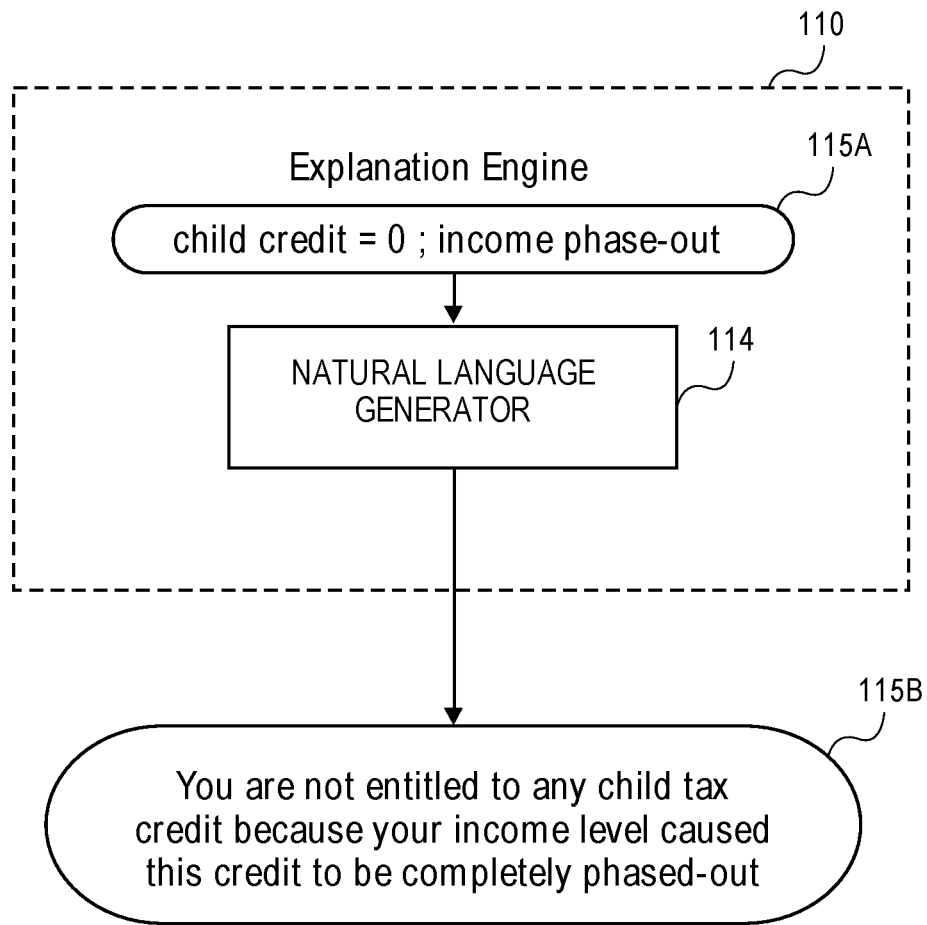 110
115A
Explanation Engine
child credit = 0 ; income phase-out
114
NATURAL LANGUAGE
GENERATOR
115B
You are not entitled to any child tax
credit because your income level caused
this credit to be completely phased-out